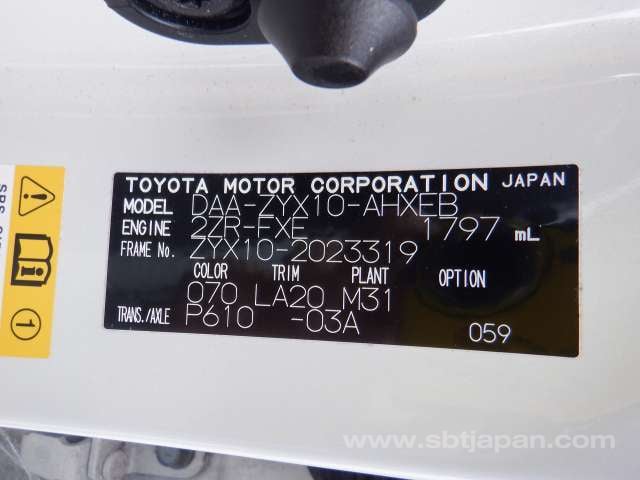 TOYOTA MOTOR CORPORATION JAPAN
MODEL DAA-ZYX10-AHXEB
ENGINE 2ZR-FXE 1797 mL
FRAME No. ZYX10-2023319
COLOR TRIM PLANT OPTION
070 LA20 M31
TRANS./AXLE P610 -03A
059
1
www.sbtjapan.com